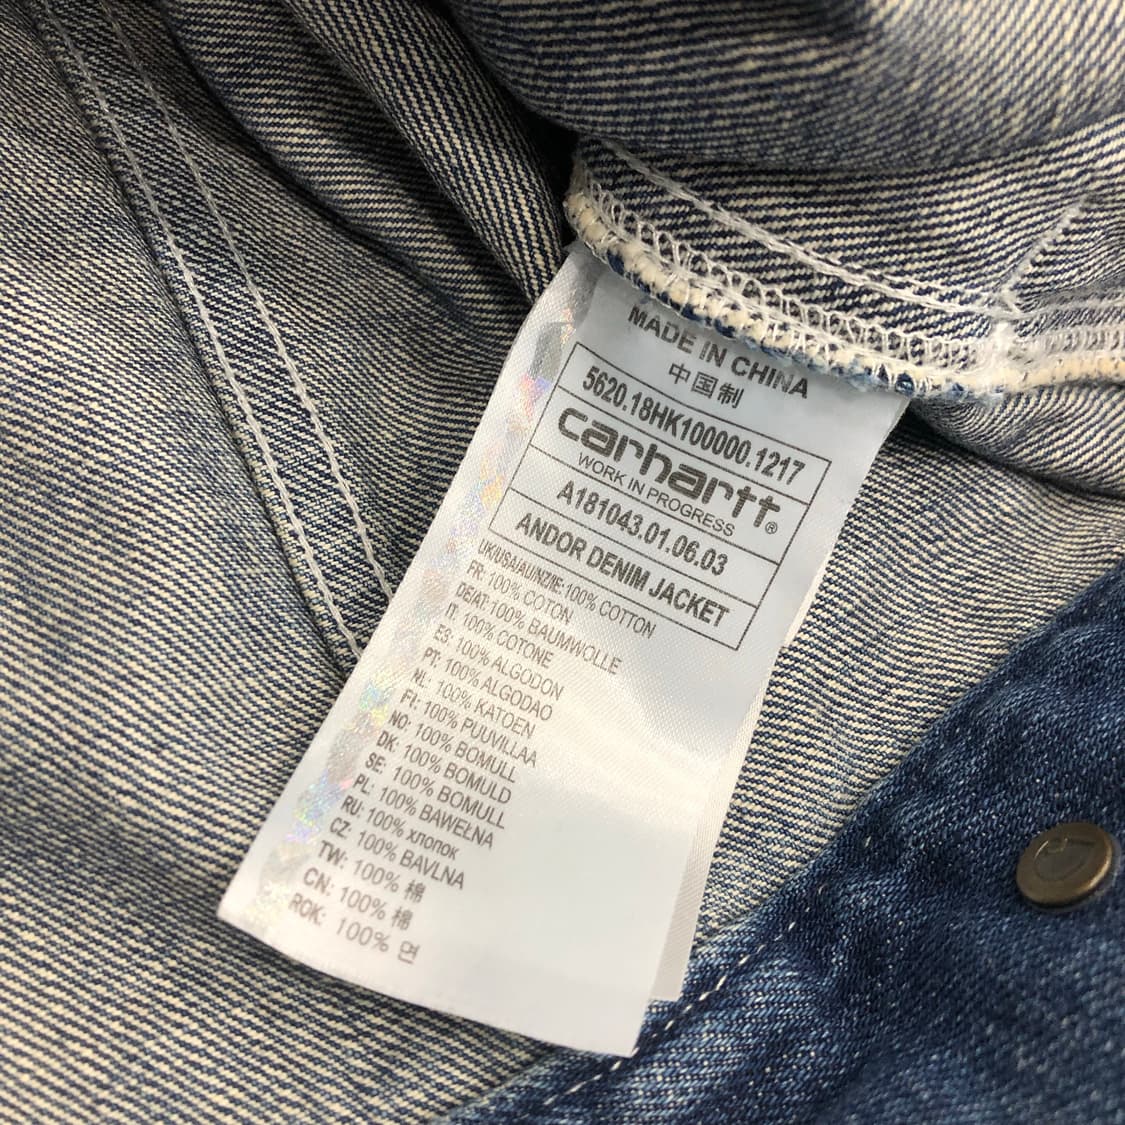 MADE IN CHINA
中国制
5620.18HK100000.1217
carhartt®
WORK IN PROGRESS
A181043.01.06.03
ANDOR DENIM JACKET
UK/USA/AU/NZ/IE:100% COTTON
FR: 100% COTON
DE/AT:100% BAUMWOLLE
IT: 100% COTONE
ES: 100% ALGODON
PT: 100% ALGODAO
NL: 100% KATOEN
FI: 100% PUUVILLAA
NO: 100% BOMULL
DK: 100% BOMULD
SE: 100% BOMULL
PL: 100% BAWEŁNA
RU: 100% хлопок
CZ: 100% BAVLNA
TW: 100% 棉
CN: 100% 棉
ROK: 100% 면